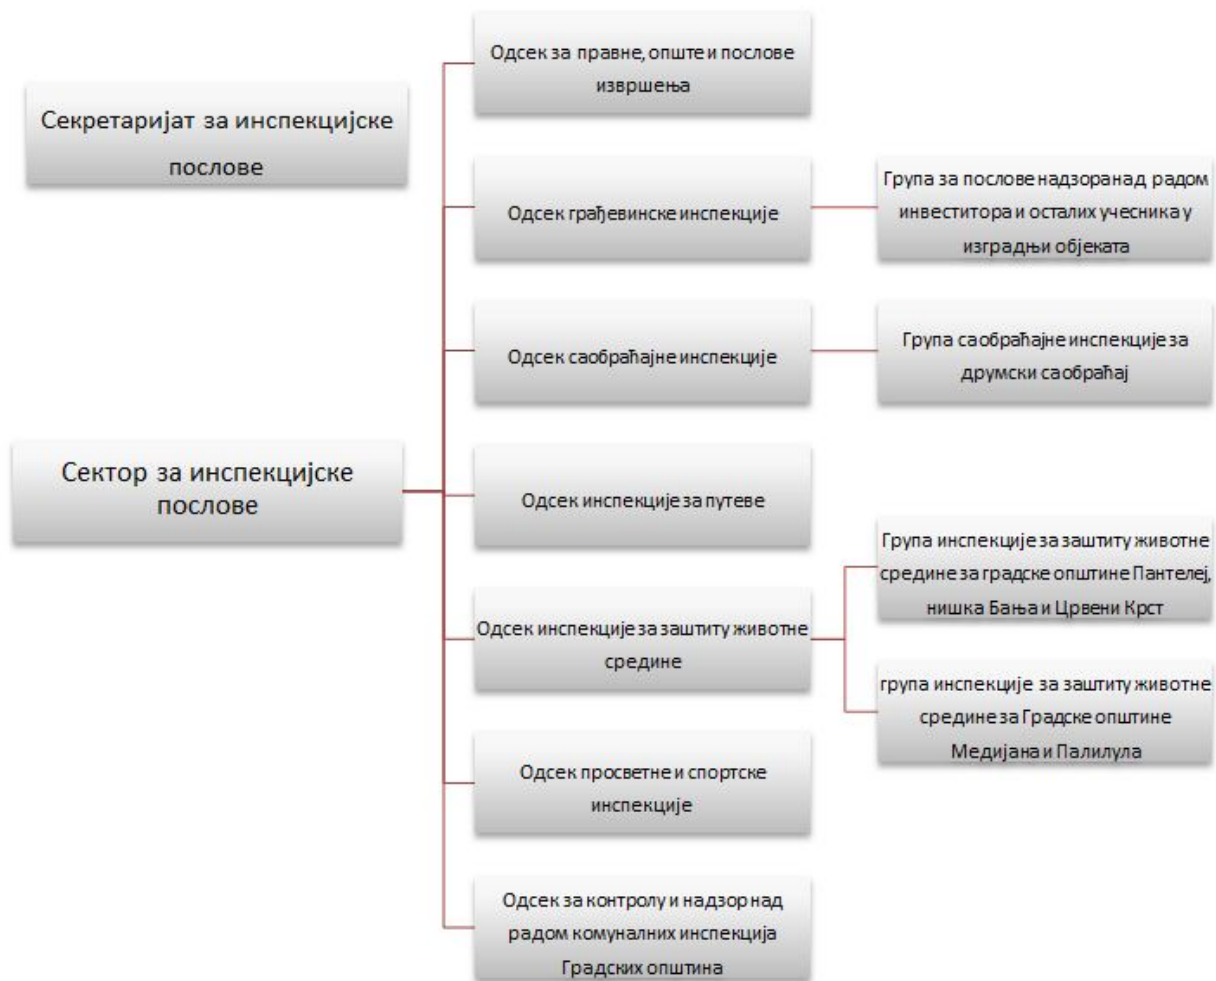 Секретаријат за инспекцијске
послове
Сектор за инспекцијске
послове
Одсек за правне, опште и послове
извршења
Одсек грађевинске инспекције
Група за послове надзора над радом
инвеститора и осталих учесника у
изградњи објеката
Одсек саобраћајне инспекције
Група саобраћајне инспекције за
друмски саобраћај
Одсек инспекције за путеве
Одсек инспекције за заштиту животне
средине
Група инспекције за заштиту животне
средине за градске општине Пантелеј,
нишка Бања и Црвени Крст
група инспекције за заштиту животне
средине за Градске општине
Медијана и Палилула
Одсек просветне и спортске
инспекције
Одсек за контролу и надзор над
радом комуналних инспекција
Градских општина